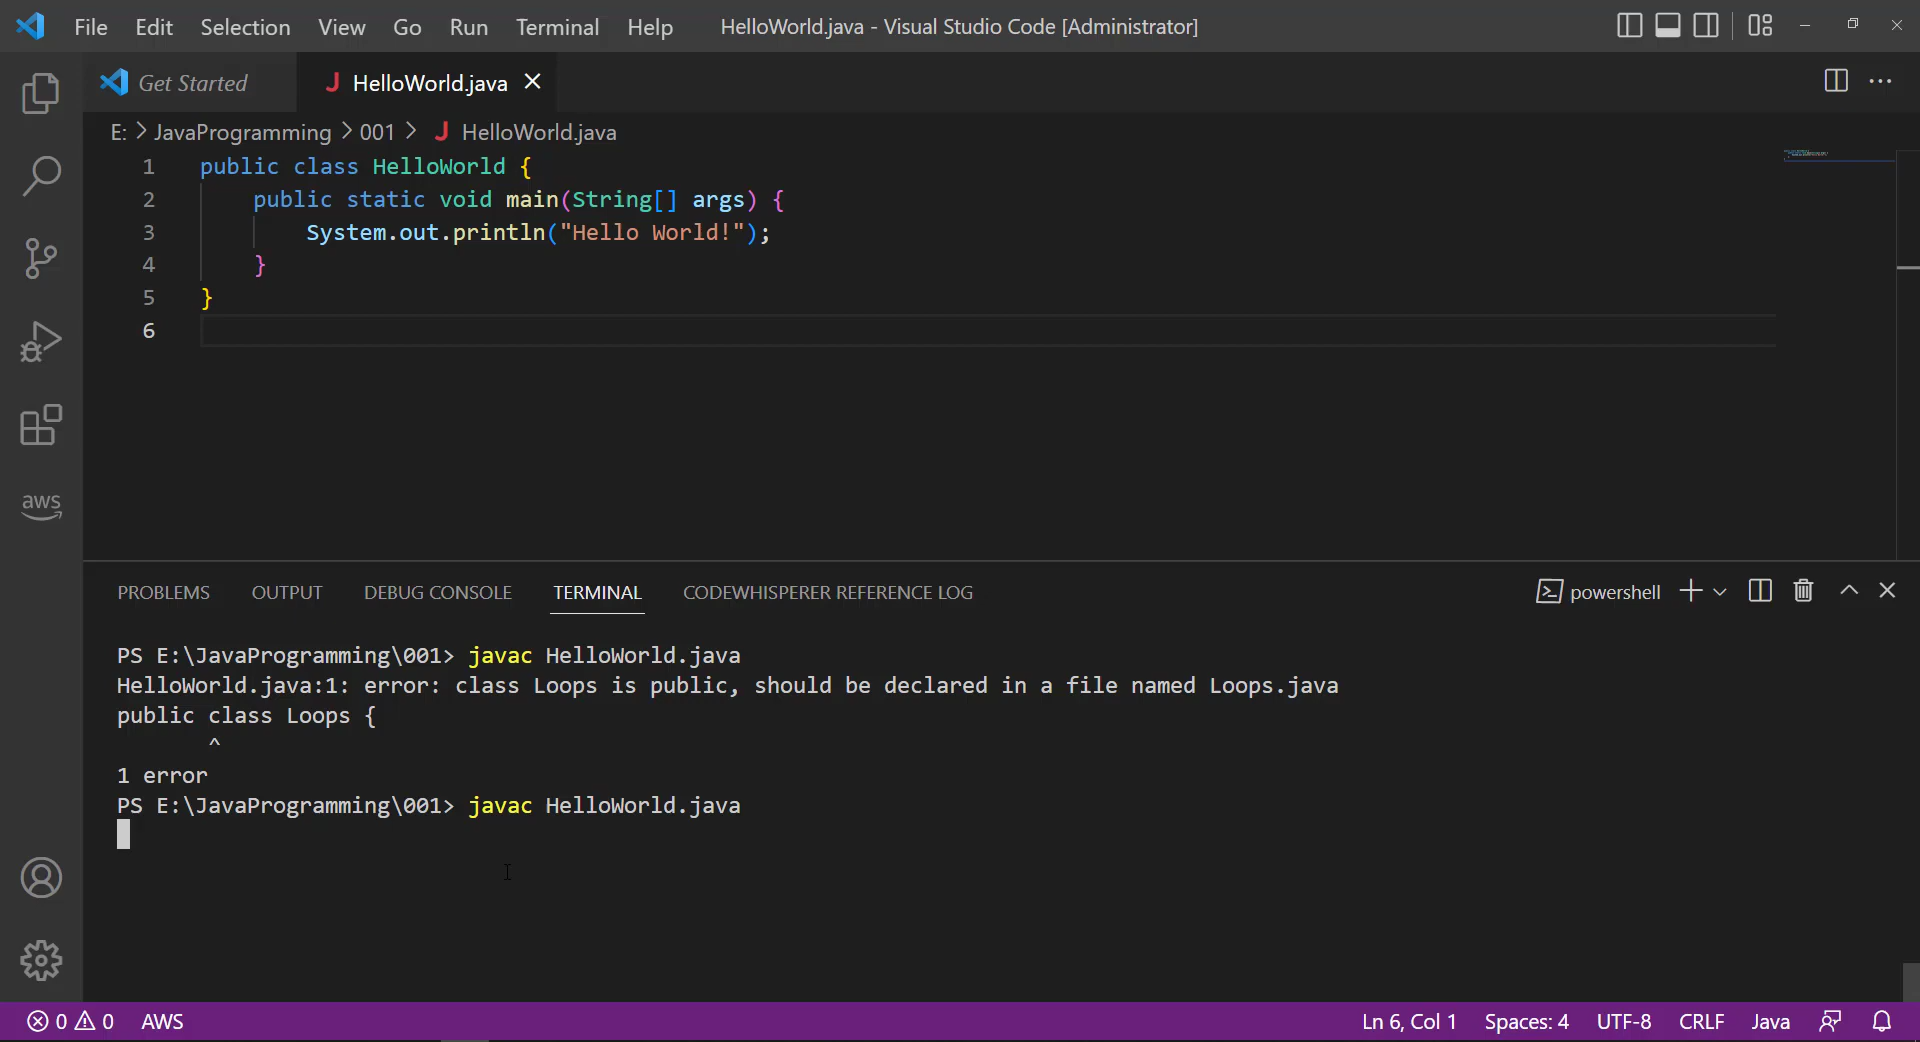 File Edit Selection View Go Run Terminal Help HelloWorld.java - Visual Studio Code [Administrator]
Get Started HelloWorld.java
E: > JavaProgramming > 001 > J HelloWorld.java
1 public class HelloWorld {
2     public static void main(String[] args) {
3         System.out.println("Hello World!");
4     }
5 }
6
aws
PROBLEMS OUTPUT DEBUG CONSOLE TERMINAL CODEWHISPERER REFERENCE LOG powershell
PS E:\JavaProgramming\001> javac HelloWorld.java
HelloWorld.java:1: error: class Loops is public, should be declared in a file named Loops.java
public class Loops {
       ^
1 error
PS E:\JavaProgramming\001> javac HelloWorld.java
0 0 AWS Ln 6, Col 1 Spaces: 4 UTF-8 CRLF Java